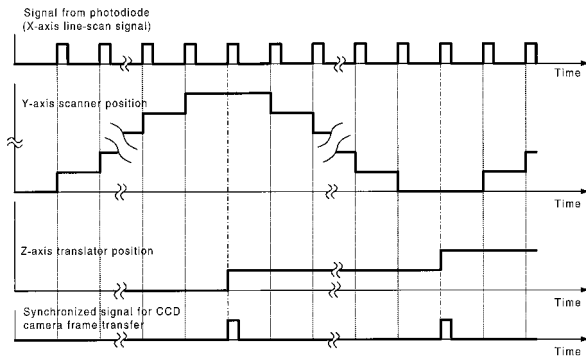 Signal from photodiode
(X-axis line-scan signal)
Time
Y-axis scanner position
Time
Z-axis translator position
Time
Synchronized signal for CCD
camera frame transfer
Time